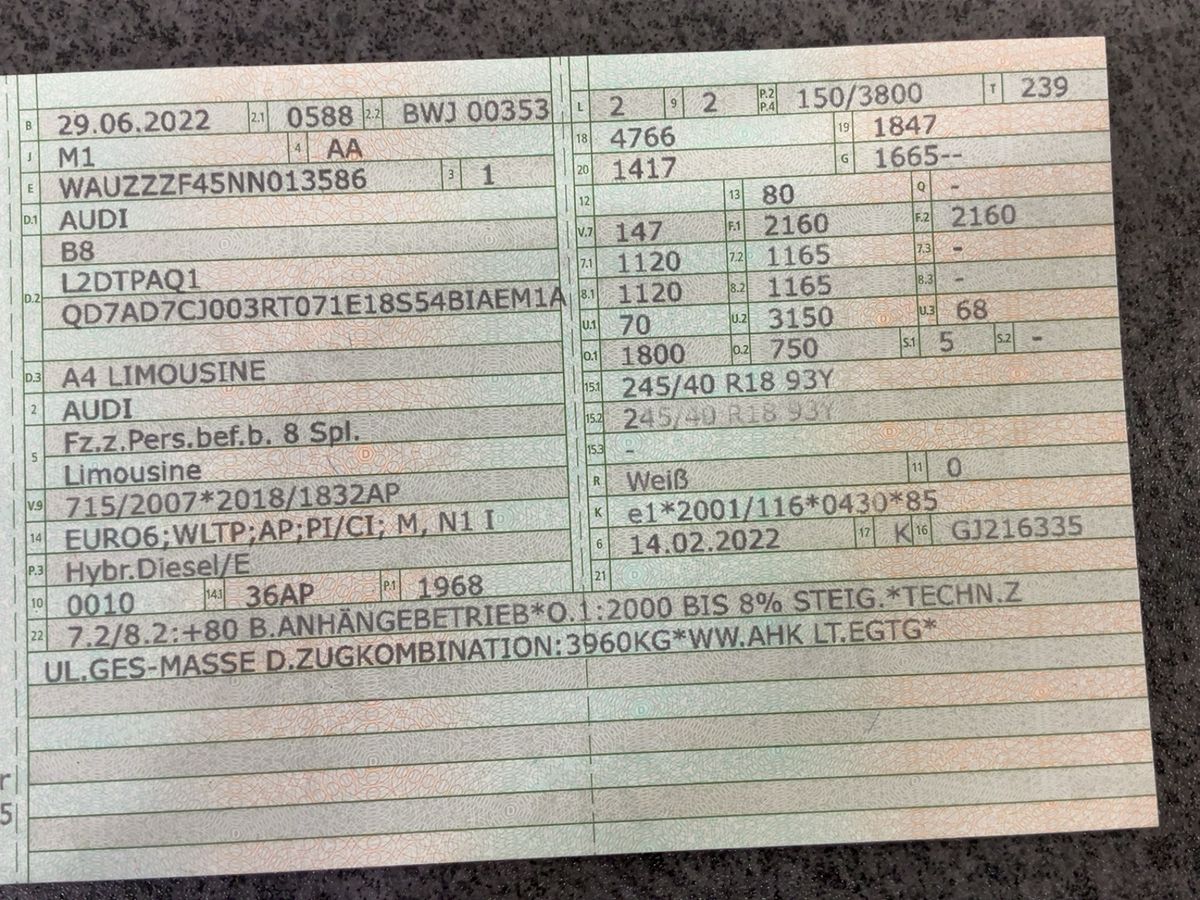 B 29.06.2022 2.1 0588 2.2 BWJ 00353
J M1 4 AA
E WAUZZZF45NN013586 3 1
D.1 AUDI
B8
D.2 L2DTPAQ1
QD7AD7CJ003RT071E18S54BIAEM1A
D.3 A4 LIMOUSINE
2 AUDI
5 Fz.z.Pers.bef.b. 8 Spl.
Limousine
V.9 715/2007*2018/1832AP
14 EURO6;WLTP;AP;PI/CI; M, N1 I
P.3 Hybr.Diesel/E
10 0010 14.1 36AP P.1 1968
L 2 9 2 P.2 P.4 150/3800 T 239
18 4766 19 1847
20 1417 G 1665--
12 13 80 Q -
V.7 147 F.1 2160 F.2 2160
7.1 1120 7.2 1165 7.3 -
8.1 1120 8.2 1165 8.3 -
U.1 70 U.2 3150 U.3 68
O.1 1800 O.2 750 S.1 5 S.2 -
15.1 245/40 R18 93Y
15.2 245/40 R18 93Y
15.3 -
R Weiß 11 0
K e1*2001/116*0430*85
6 14.02.2022 17 K 16 GJ216335
21
22 7.2/8.2:+80 B.ANHÄNGEBETRIEB*O.1:2000 BIS 8% STEIG.*TECHN.Z
UL.GES-MASSE D.ZUGKOMBINATION:3960KG*WW.AHK LT.EGTG*
r
5